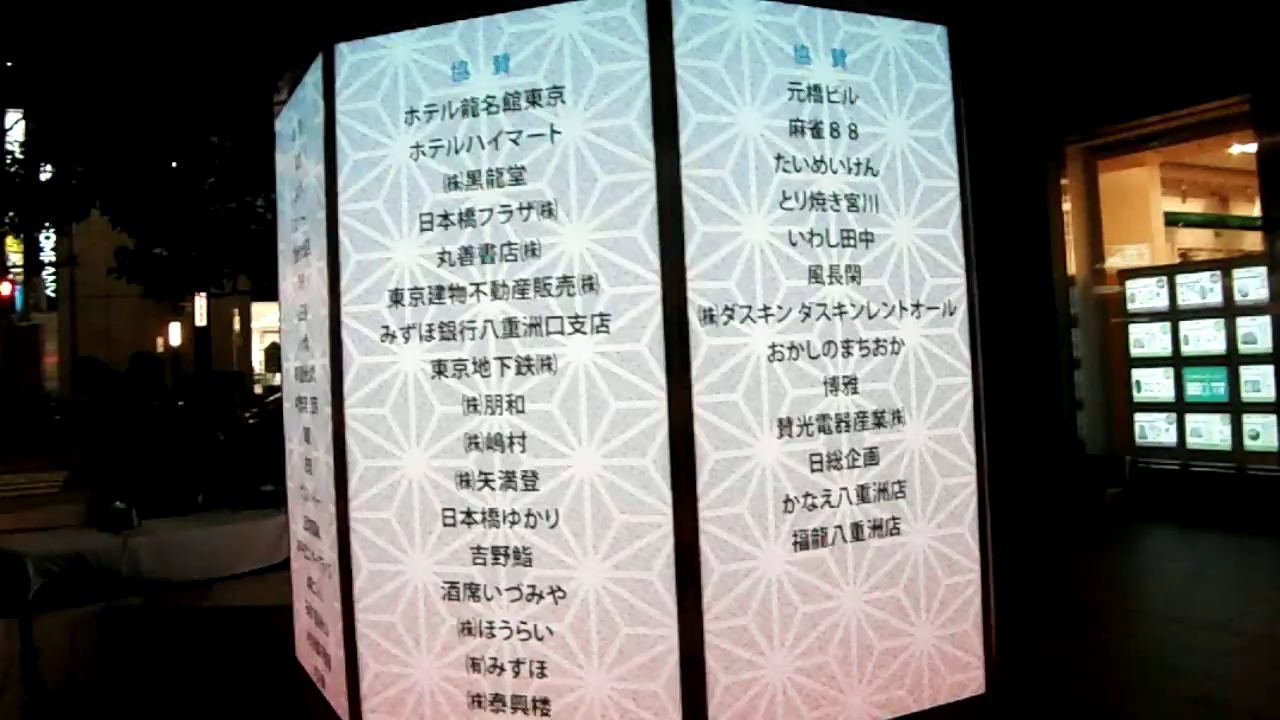 協 賛
ホテル龍名館東京
ホテルハイマート
㈱黒龍堂
日本橋プラザ㈱
丸善書店㈱
東京建物不動産販売㈱
みずほ銀行八重洲口支店
東京地下鉄㈱
㈱朋和
㈱嶋村
㈱矢満登
日本橋ゆかり
吉野鮨
酒席いづみや
㈱ほうらい
㈲みずほ
㈱泰興楼
協 賛
元橋ビル
麻雀88
たいめいけん
とり焼き宮川
いわし田中
風長閑
㈱ダスキン ダスキンレントオール
おかしのまちおか
博雅
賛光電器産業㈱
日総企画
かなえ八重洲店
福龍八重洲店